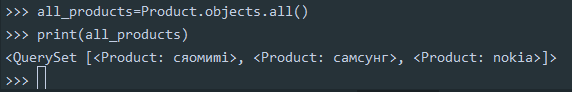 >>> all_products=Product.objects.all()
>>> print(all_products)
<QuerySet [<Product: сяомимі>, <Product: самсунг>, <Product: nokia>]>
>>>